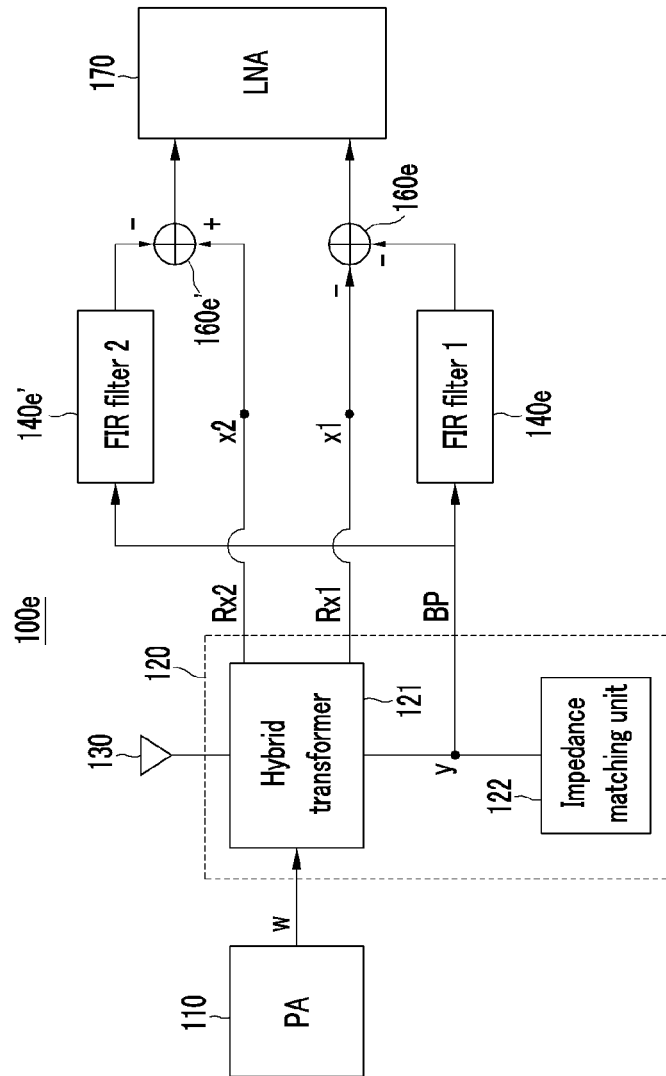 100e
110
PA
w
120
130
Hybrid
transformer
121
y
122
Impedance
matching unit
Rx2
Rx1
BP
x2
x1
140e'
FIR filter 2
FIR filter 1
140e
-
+
160e'
-
-
160e
170
LNA